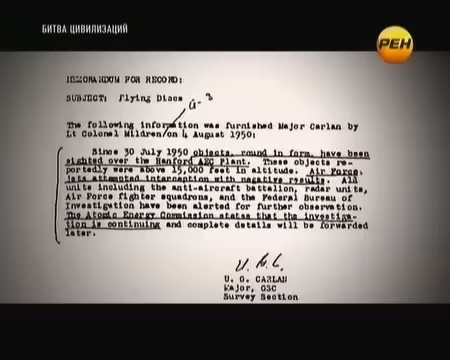 БИТВА ЦИВИЛИЗАЦИЙ
РЕН
MEMORANDUM FOR RECORD:
SUBJECT: Flying Discs
G-3
The following information was furnished Major Carlan by
Lt Colonel Mildren on 4 August 1950:
Since 30 July 1950 objects, round in form, have been
sighted over the Hanford AEC Plant. These objects re-
portedly were above 15,000 feet in altitude. Air Force
jets attempted interception with negative results. All
units including the anti-aircraft battalion, radar units,
Air Force fighter squadrons, and the Federal Bureau of
Investigation have been alerted for further observation.
The Atomic Energy Commission states that the investiga-
tion is continuing and complete details will be forwarded
later.
U. G. C.
U. G. CARLAN
Major, GSC
Survey Section